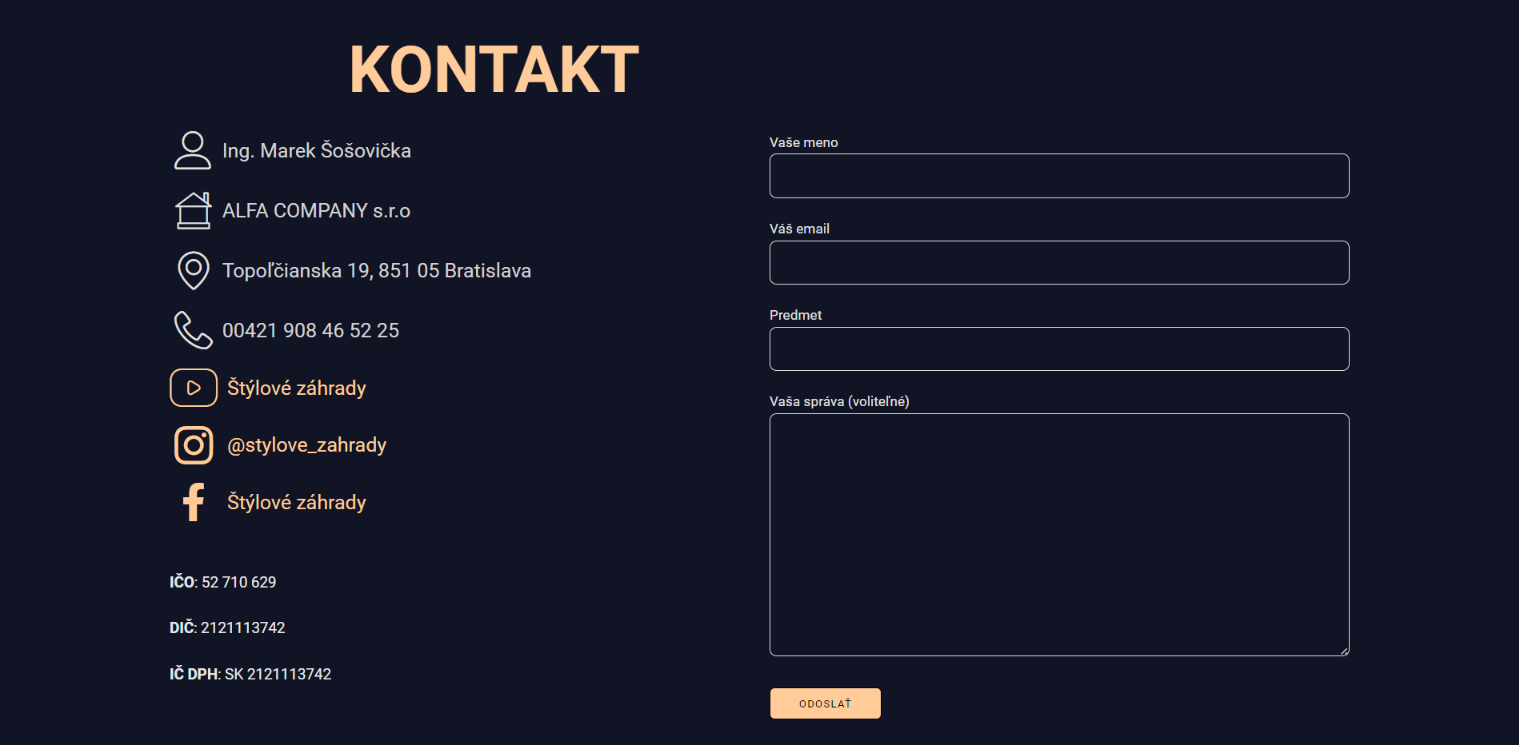 KONTAKT
Ing. Marek Šošovička
ALFA COMPANY s.r.o
Topoľčianska 19, 851 05 Bratislava
00421 908 46 52 25
Štýlové záhrady
@stylove_zahrady
Štýlové záhrady
IČO: 52 710 629
DIČ: 2121113742
IČ DPH: SK 2121113742
Vaše meno
Váš email
Predmet
Vaša správa (voliteľné)
ODOSLAŤ